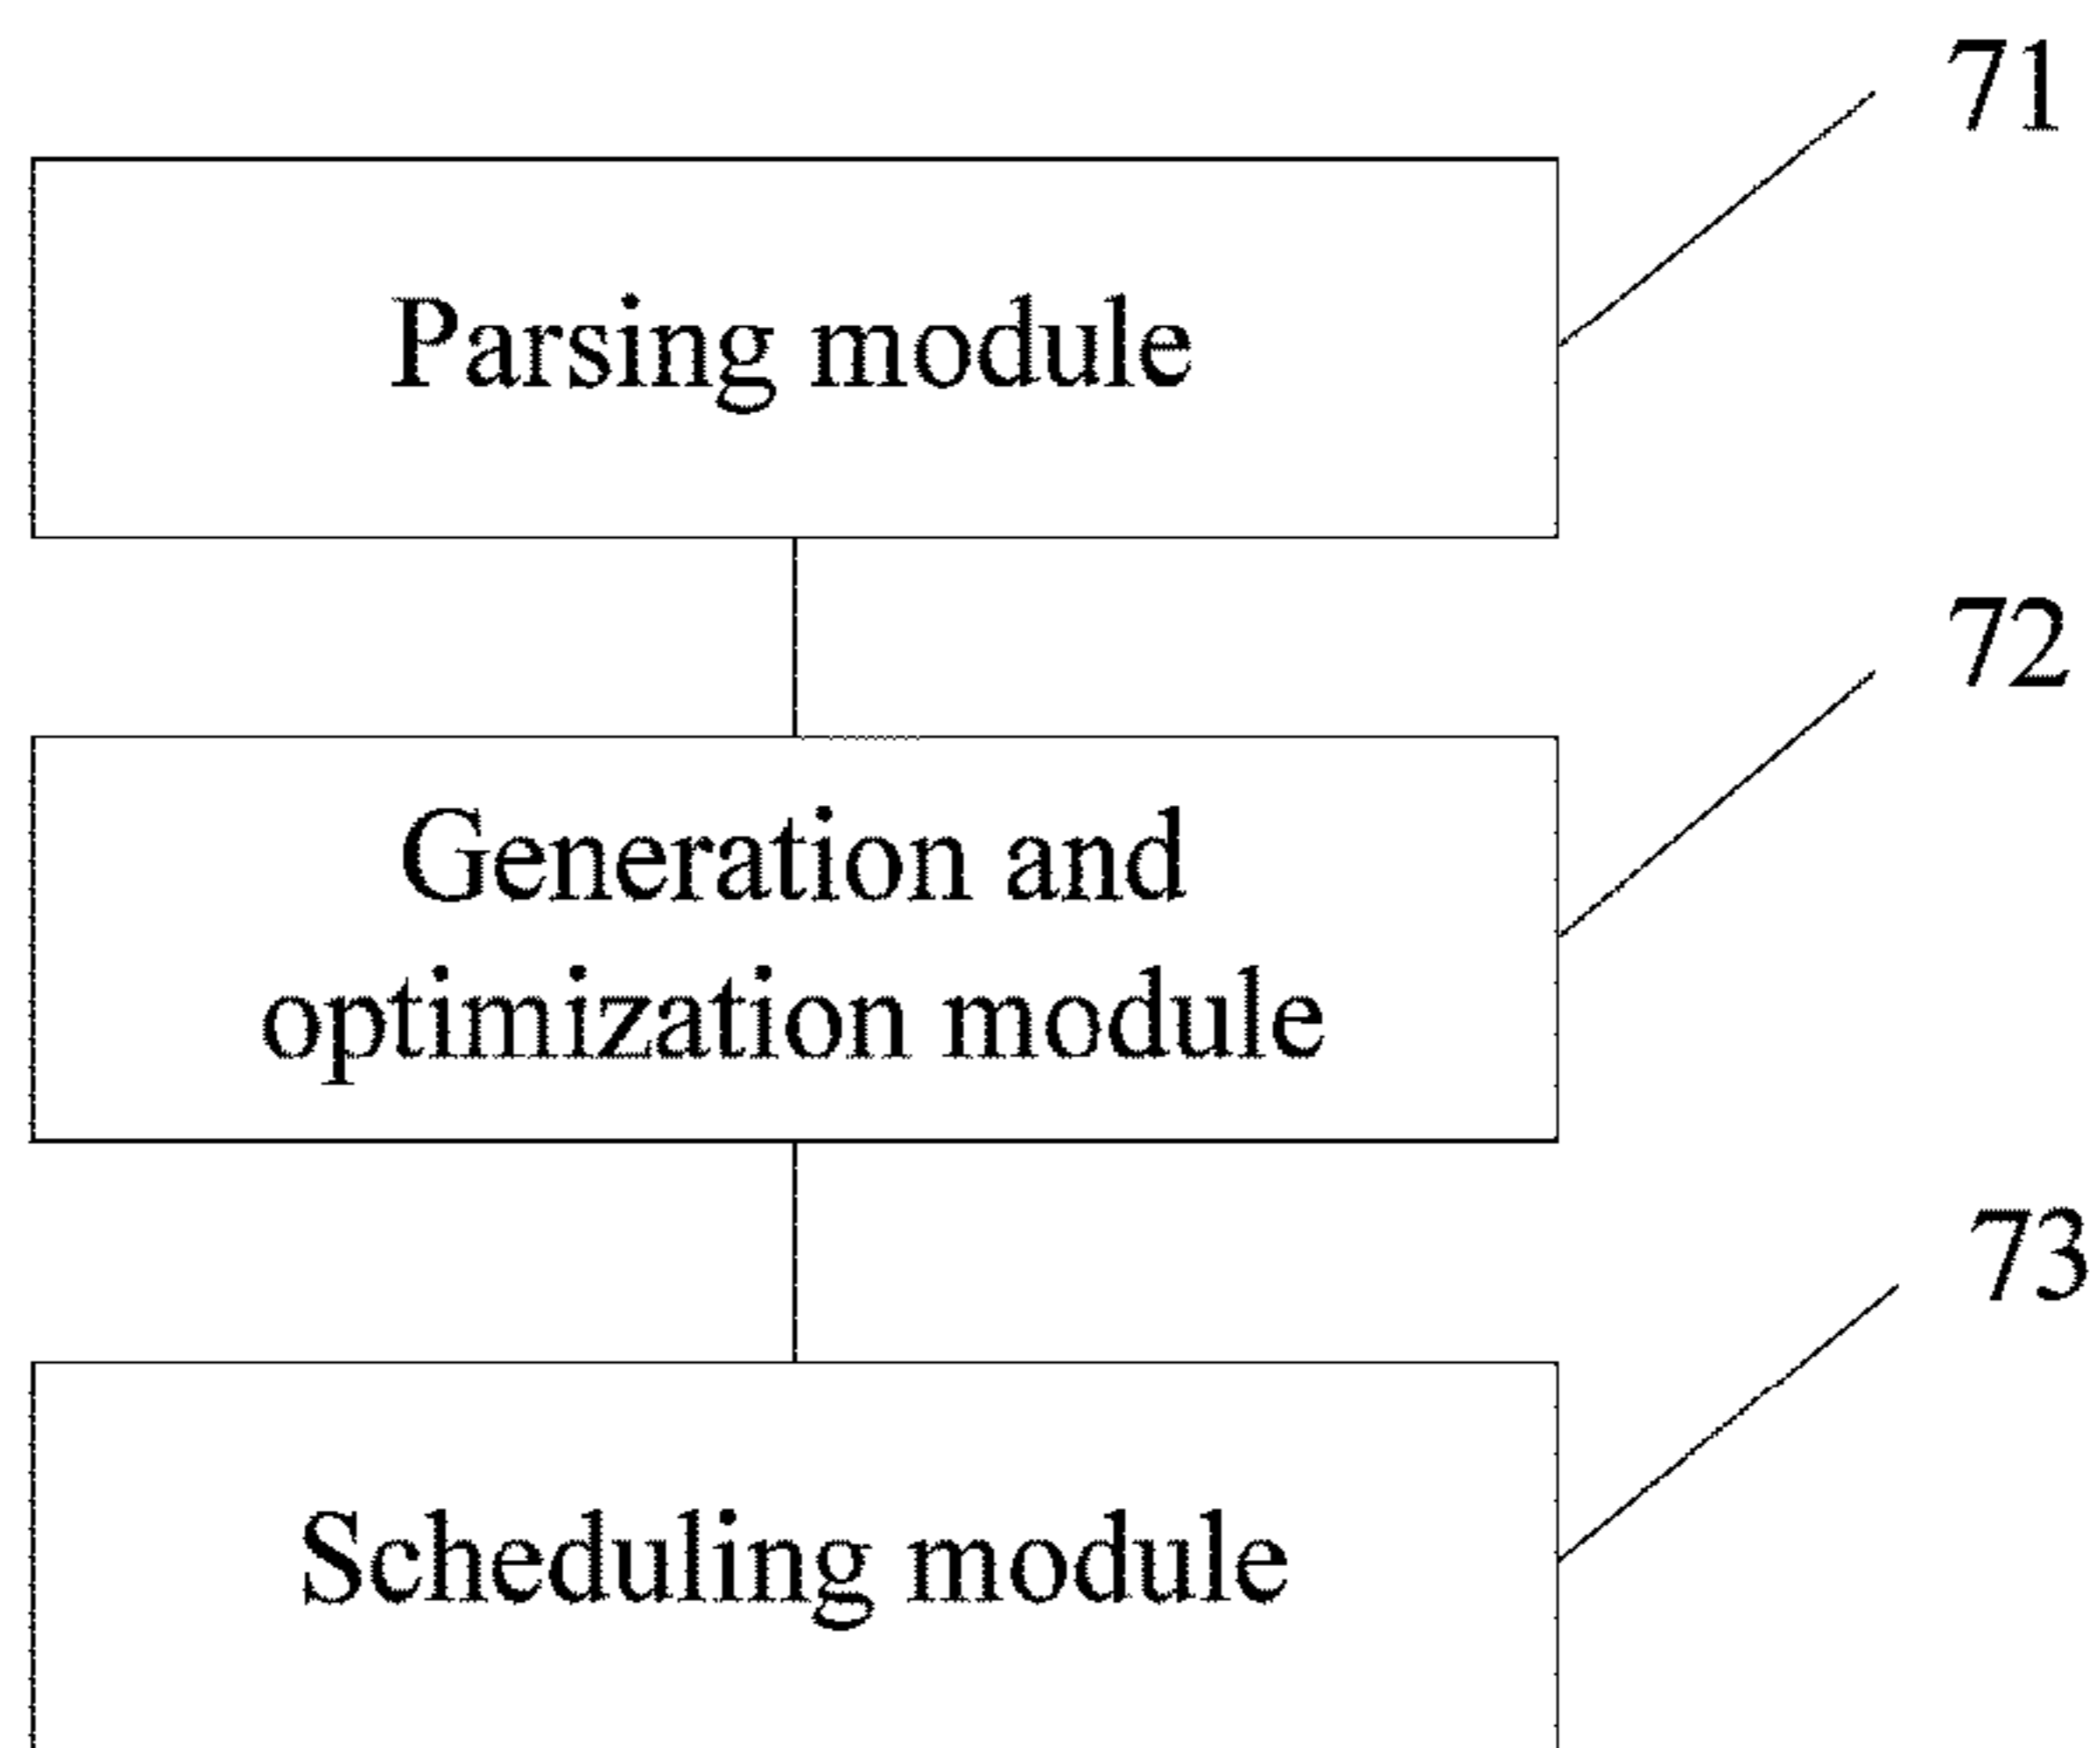 71
Parsing module
72
Generation and
optimization module
73
Scheduling module